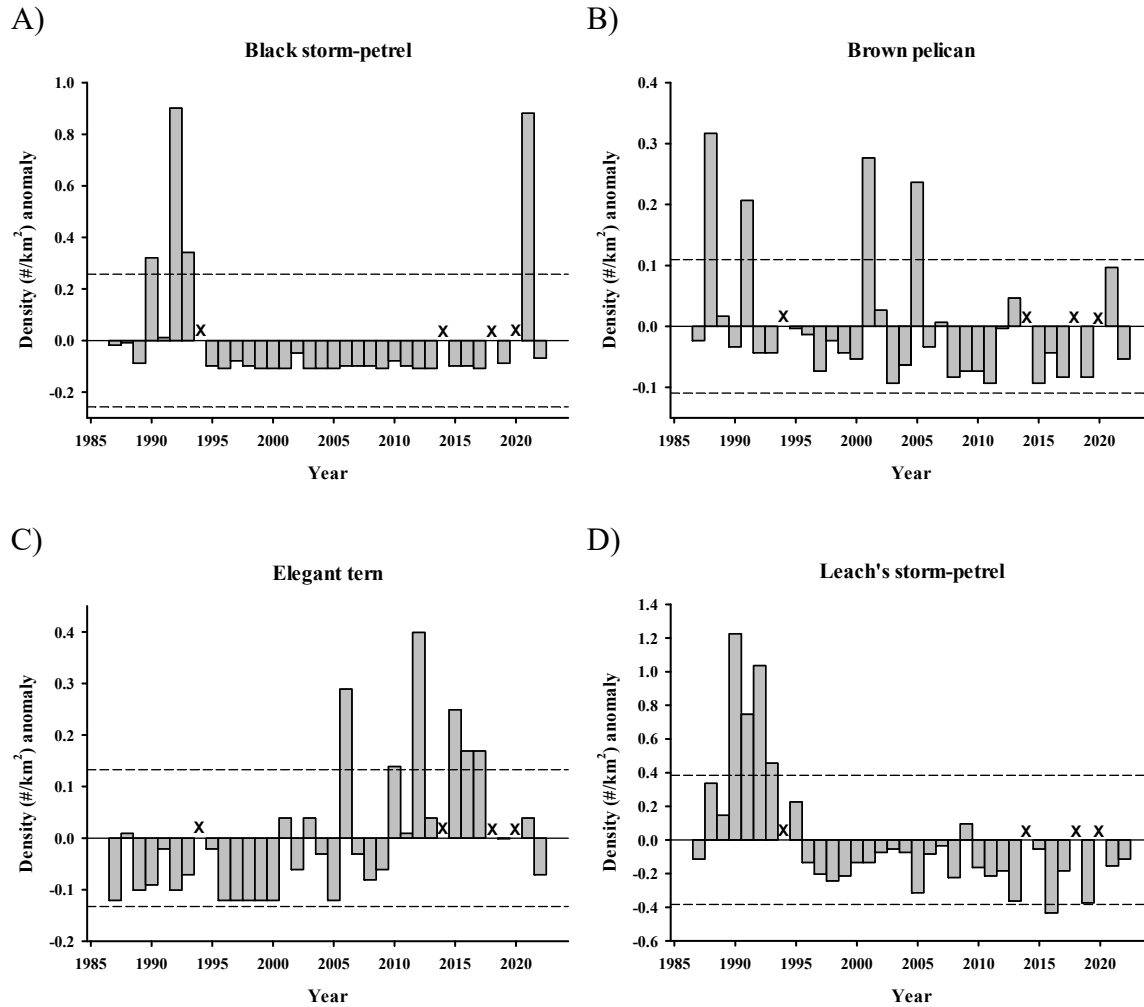 A)
Black storm-petrel
Density (#/km²) anomaly
1.0
0.8
0.6
0.4
0.2
0.0
-0.2
X X X X
1985 1990 1995 2000 2005 2010 2015 2020
Year
B)
Brown pelican
Density (#/km²) anomaly
0.4
0.3
0.2
0.1
0.0
-0.1
X X X X
1985 1990 1995 2000 2005 2010 2015 2020
Year
C)
Elegant tern
Density (#/km²) anomaly
0.4
0.3
0.2
0.1
0.0
-0.1
-0.2
X X X X
1985 1990 1995 2000 2005 2010 2015 2020
Year
D)
Leach's storm-petrel
Density (#/km²) anomaly
1.4
1.2
1.0
0.8
0.6
0.4
0.2
0.0
-0.2
-0.4
-0.6
X X X X
1985 1990 1995 2000 2005 2010 2015 2020
Year